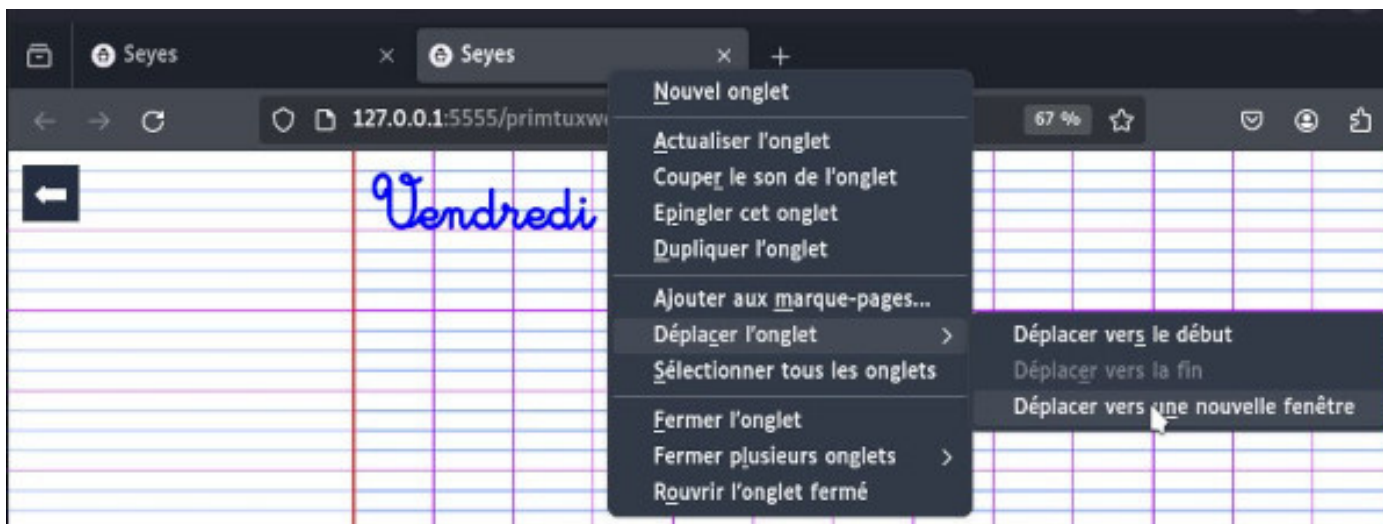 Seyes
Seyes
127.0.0.1:5555/primtuxw
67 %
Vendredi
Nouvel onglet
Actualiser l'onglet
Couper le son de l'onglet
Epingler cet onglet
Dupliquer l'onglet
Ajouter aux marque-pages...
Déplacer l'onglet
Sélectionner tous les onglets
Fermer l'onglet
Fermer plusieurs onglets
Rouvrir l'onglet fermé
Déplacer vers le début
Déplacer vers la fin
Déplacer vers une nouvelle fenêtre